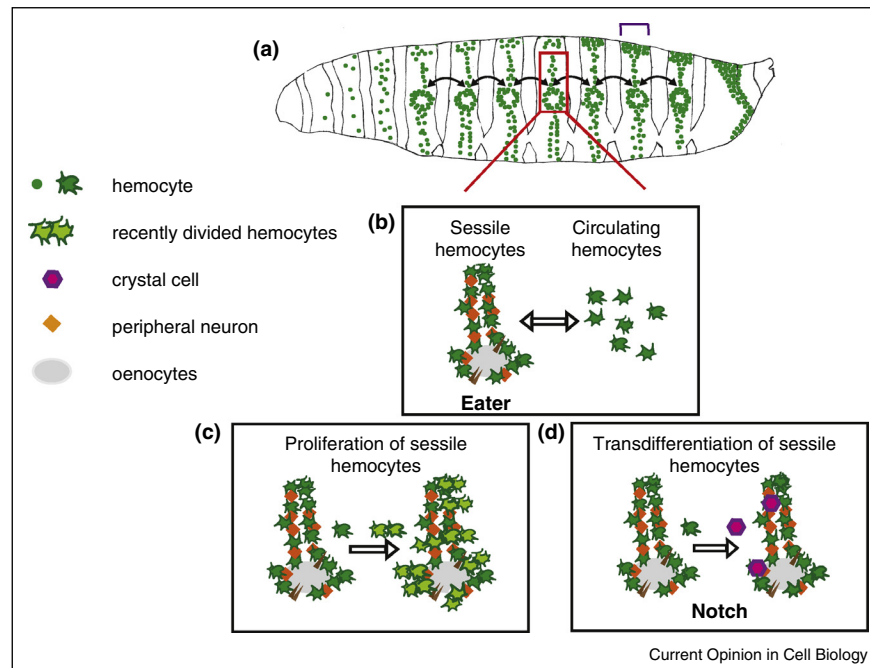 (a)
hemocyte
recently divided hemocytes
crystal cell
peripheral neuron
oenocytes
(b)
Sessile
hemocytes
Circulating
hemocytes
Eater
(c)
Proliferation of sessile
hemocytes
(d)
Transdifferentiation of sessile
hemocytes
Notch
Current Opinion in Cell Biology